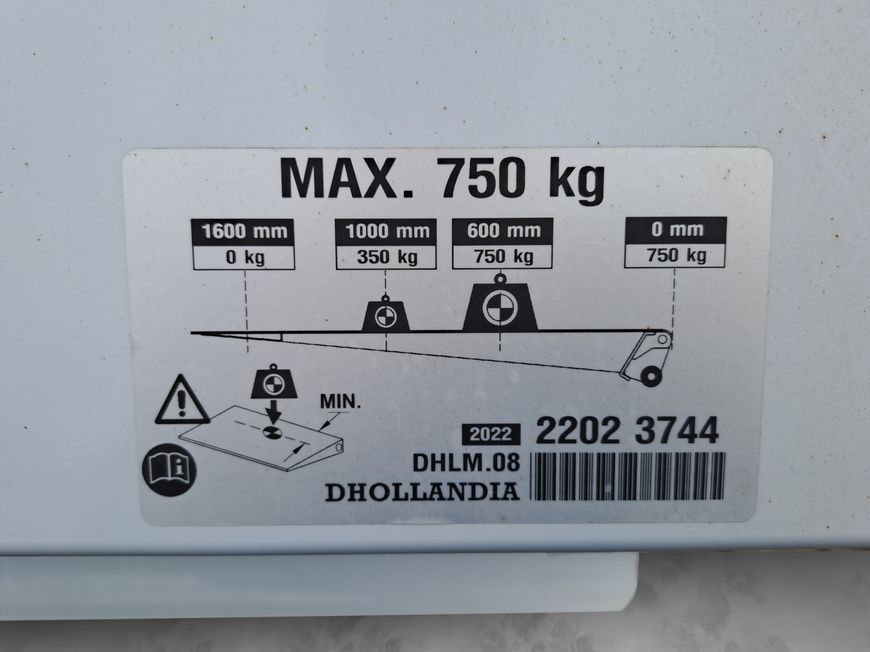 MAX. 750 kg
1600 mm 1000 mm 600 mm 0 mm
0 kg 350 kg 750 kg 750 kg
MIN.
2022 2202 3744
DHLM.08
DHOLLANDIA